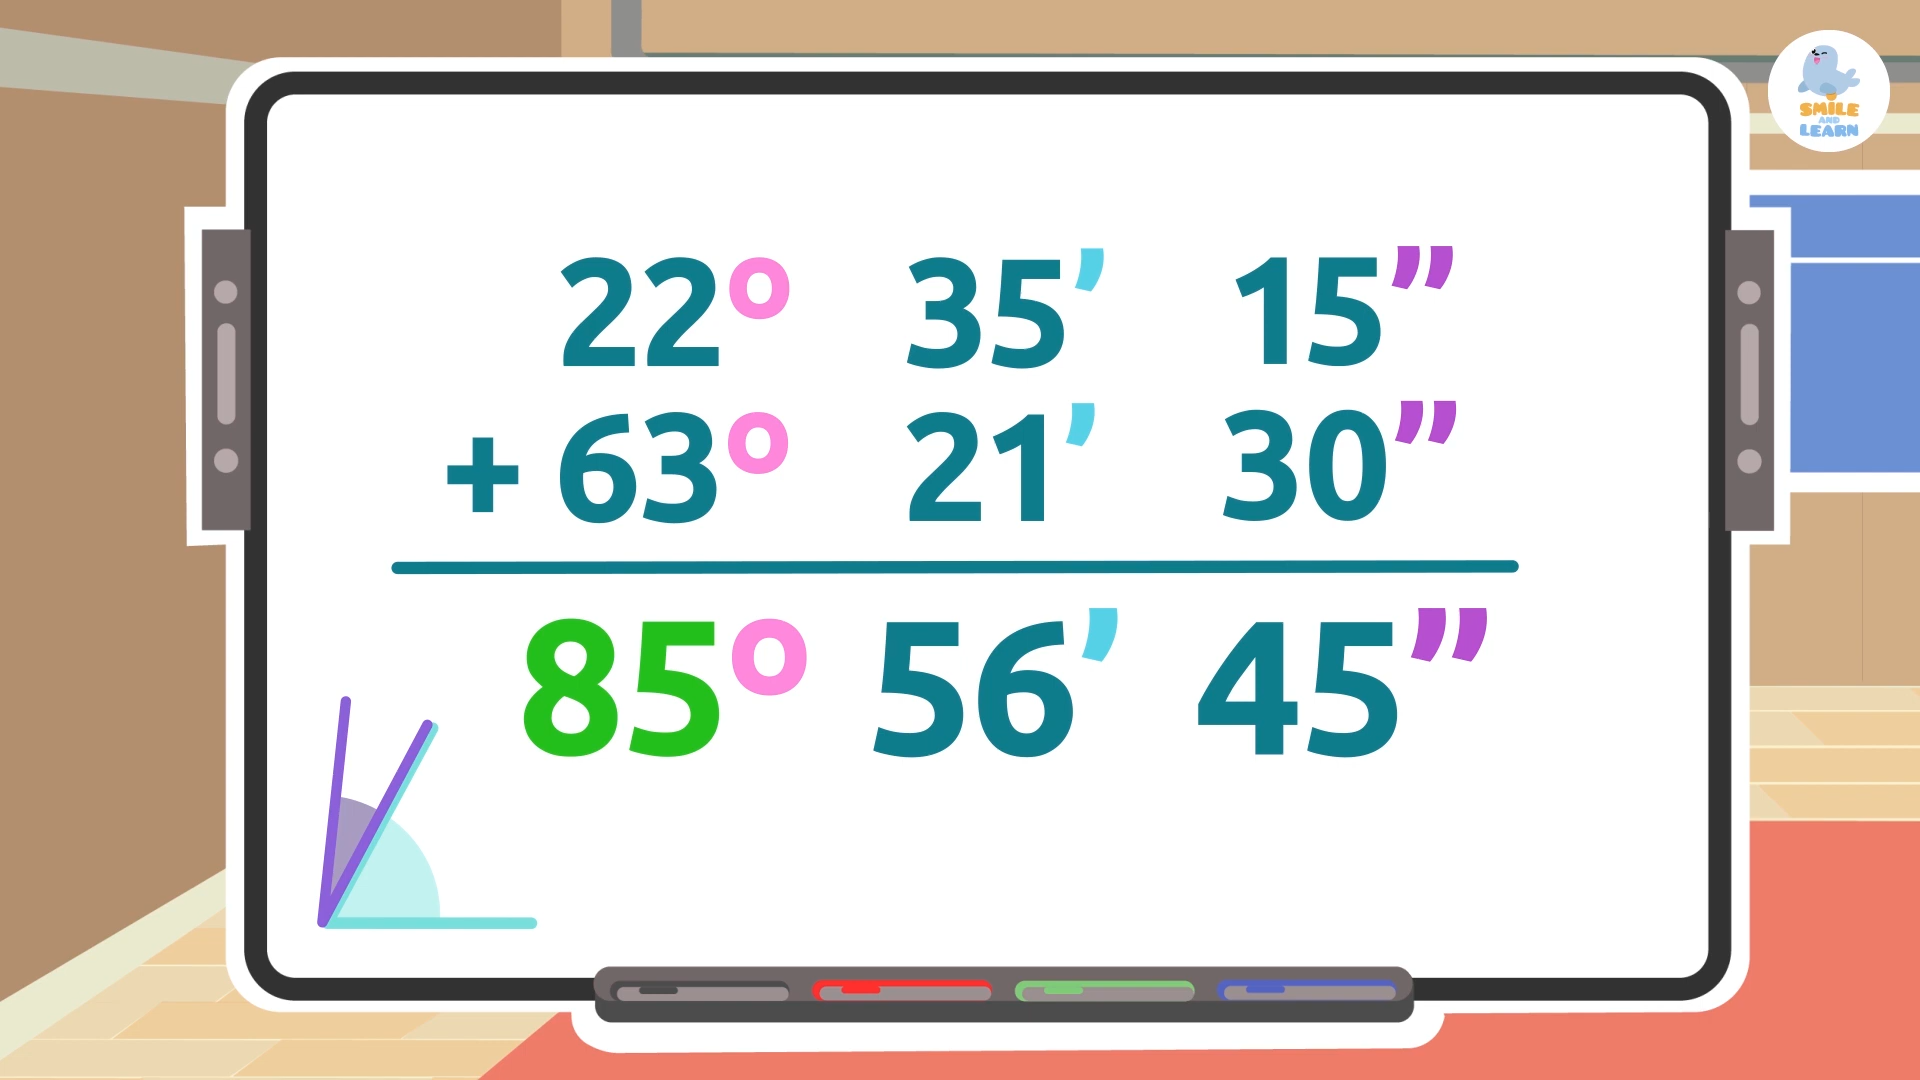 SMILE
AND
LEARN
22° 35’ 15”
+ 63° 21’ 30”
85° 56’ 45”